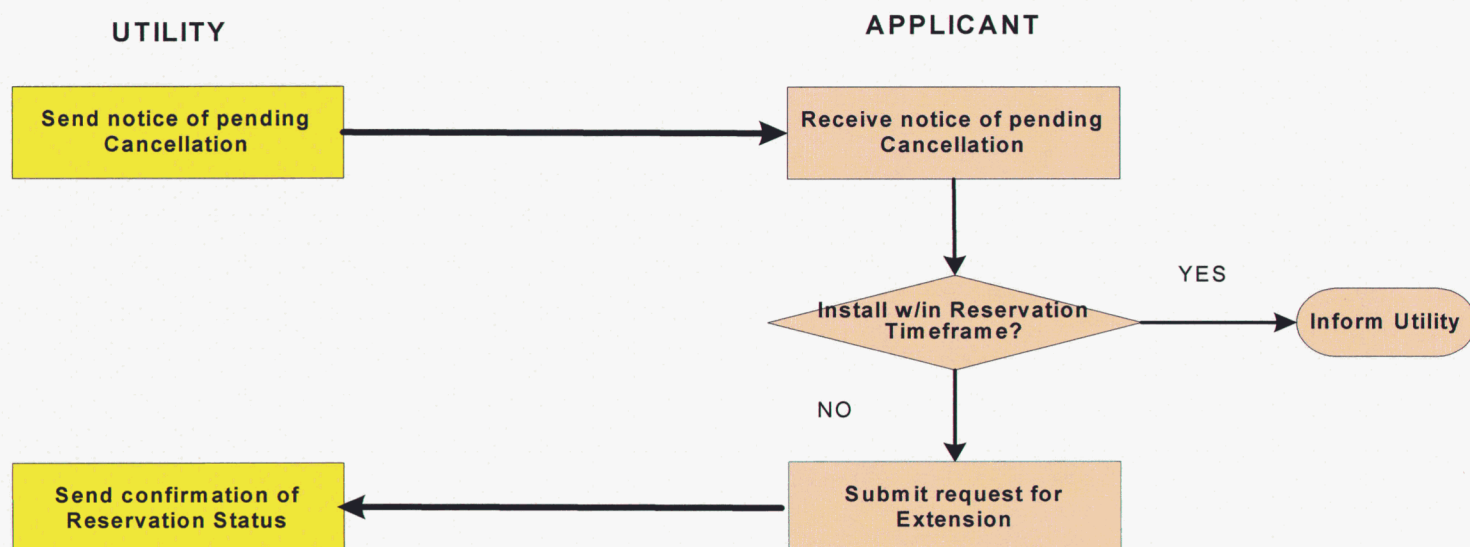 UTILITY
APPLICANT
Send notice of pending
Cancellation
Receive notice of pending
Cancellation
Install w/in Reservation
Timeframe?
YES
Inform Utility
NO
Send confirmation of
Reservation Status
Submit request for
Extension